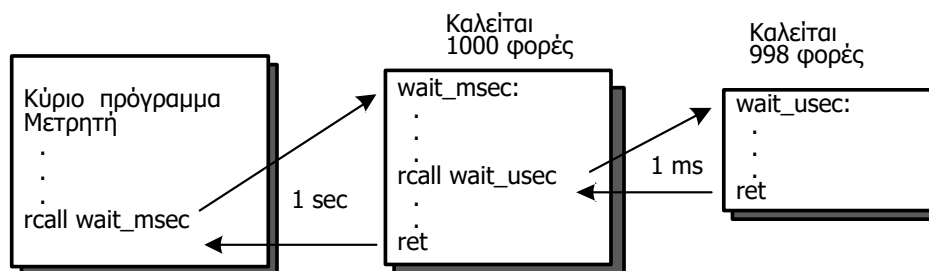 Κύριο πρόγραμμα
Μετρητή
.
.
.
rcall wait_msec
1 sec
Καλείται
1000 φορές
wait_msec:
.
.
.
rcall wait_usec
.
.
ret
1 ms
Καλείται
998 φορές
wait_usec:
.
.
.
ret